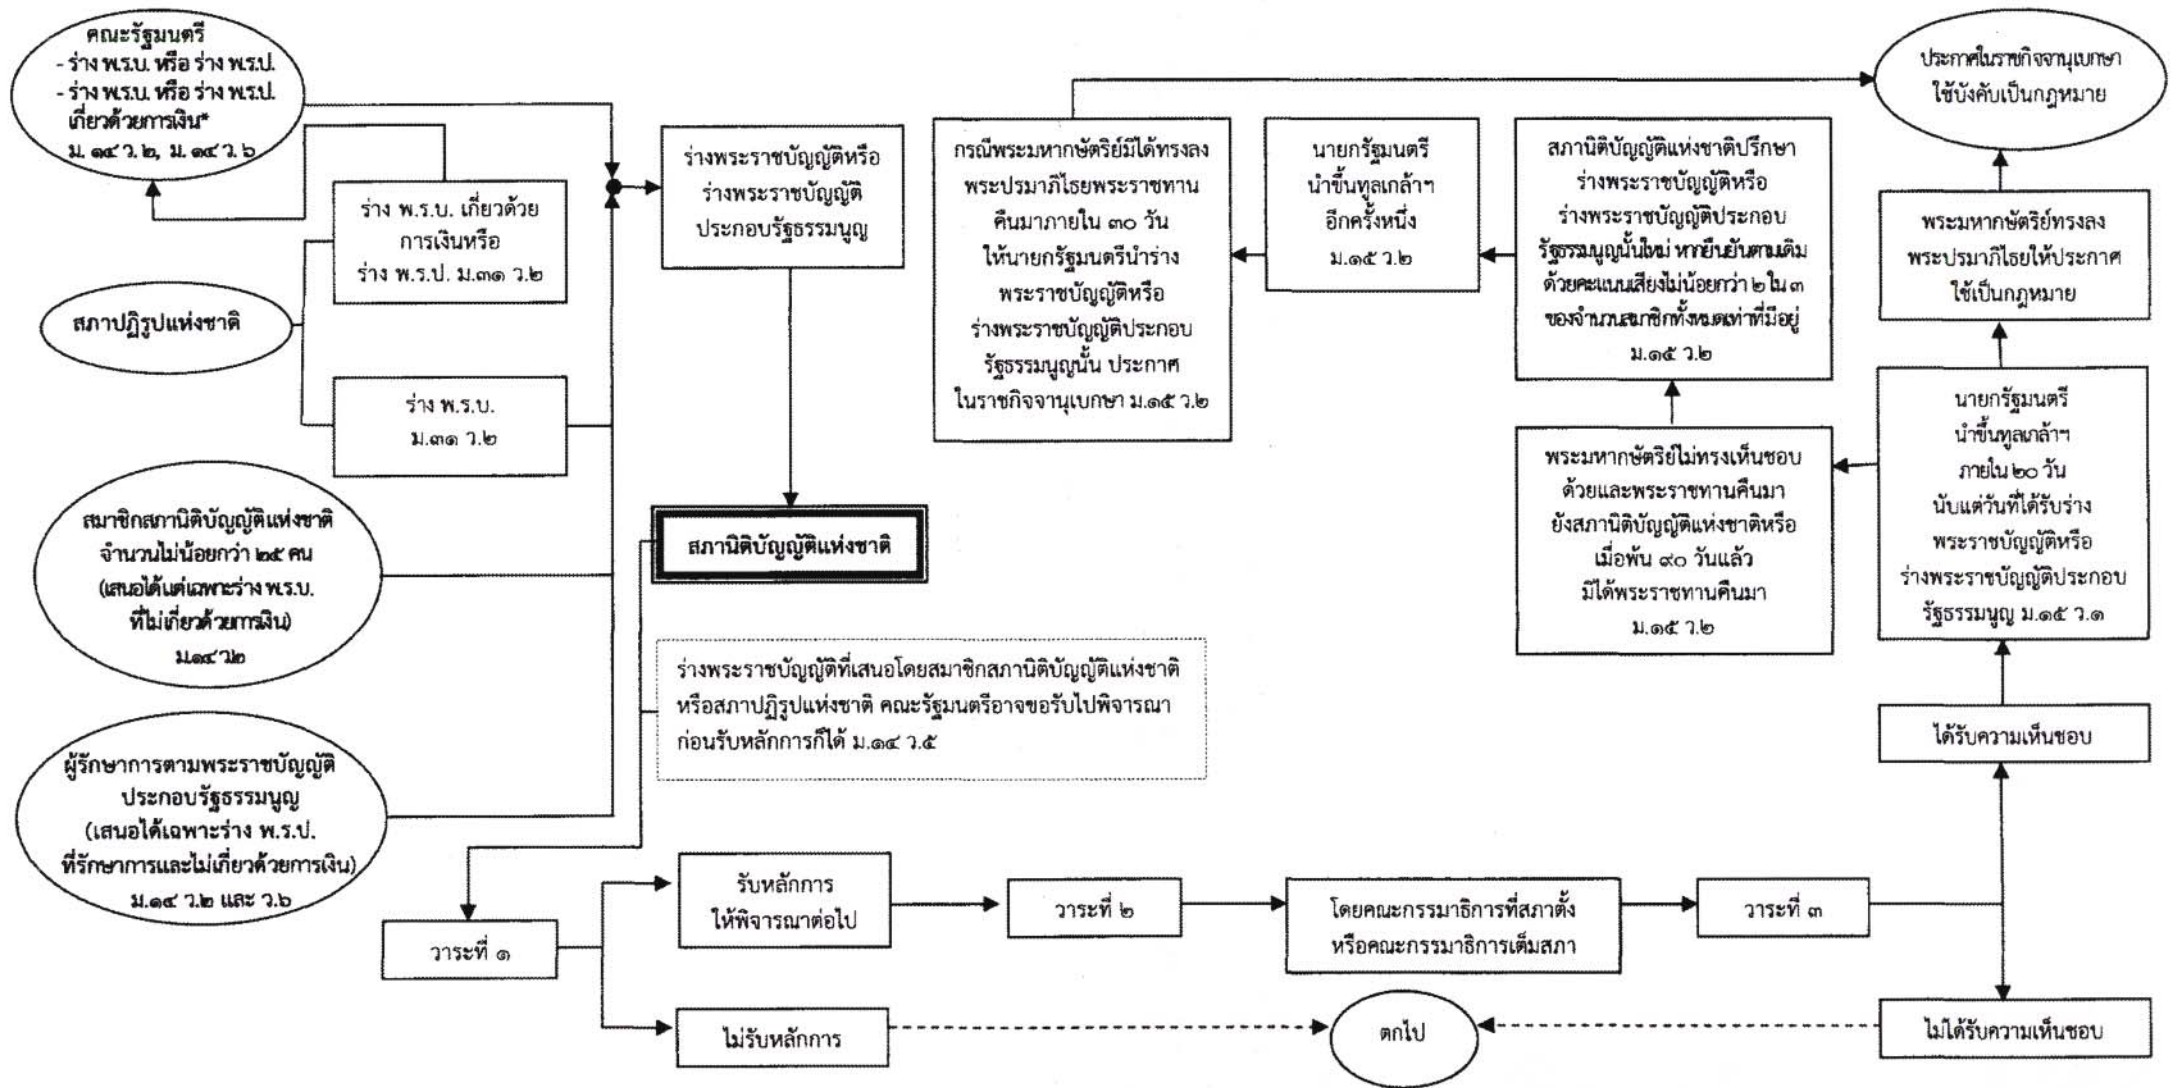 คณะรัฐมนตรี
- ร่าง พ.ร.บ. หรือ ร่าง พ.ร.ป.
- ร่าง พ.ร.บ. หรือ ร่าง พ.ร.ป.
เกี่ยวด้วยการเงิน*
ม. ๑๔ ว. ๒, ม. ๑๔ ว. ๖
ร่าง พ.ร.บ. เกี่ยวด้วย
การเงินหรือ
ร่าง พ.ร.ป. ม.๓๑ ว.๒
สภาปฏิรูปแห่งชาติ
ร่าง พ.ร.บ.
ม.๓๑ ว.๒
สมาชิกสภานิติบัญญัติแห่งชาติ
จำนวนไม่น้อยกว่า ๒๕ คน
(เสนอได้แต่เฉพาะร่าง พ.ร.บ.
ที่ไม่เกี่ยวด้วยการเงิน)
ม.๑๔ ว.๒
ผู้รักษาการตามพระราชบัญญัติ
ประกอบรัฐธรรมนูญ
(เสนอได้เฉพาะร่าง พ.ร.ป.
ที่รักษาการและไม่เกี่ยวด้วยการเงิน)
ม.๑๔ ว.๒ และ ว.๖
ร่างพระราชบัญญัติหรือ
ร่างพระราชบัญญัติ
ประกอบรัฐธรรมนูญ
สภานิติบัญญัติแห่งชาติ
ร่างพระราชบัญญัติที่เสนอโดยสมาชิกสภานิติบัญญัติแห่งชาติ
หรือสภาปฏิรูปแห่งชาติ คณะรัฐมนตรีอาจขอรับไปพิจารณา
ก่อนรับหลักการก็ได้ ม.๑๔ ว.๕
วาระที่ ๑
รับหลักการ
ให้พิจารณาต่อไป
ไม่รับหลักการ
วาระที่ ๒
โดยคณะกรรมาธิการที่สภาตั้ง
หรือคณะกรรมาธิการเต็มสภา
วาระที่ ๓
ตกไป
ไม่ได้รับความเห็นชอบ
ได้รับความเห็นชอบ
นายกรัฐมนตรี
นำขึ้นทูลเกล้าฯ
ภายใน ๒๐ วัน
นับแต่วันที่ได้รับร่าง
พระราชบัญญัติหรือ
ร่างพระราชบัญญัติประกอบ
รัฐธรรมนูญ ม.๑๕ ว.๑
พระมหากษัตริย์ทรงลง
พระปรมาภิไธยให้ประกาศ
ใช้เป็นกฎหมาย
ประกาศในราชกิจจานุเบกษา
ใช้บังคับเป็นกฎหมาย
พระมหากษัตริย์ไม่ทรงเห็นชอบ
ด้วยและพระราชทานคืนมา
ยังสภานิติบัญญัติแห่งชาติหรือ
เมื่อพ้น ๙๐ วันแล้ว
มิได้พระราชทานคืนมา
ม.๑๕ ว.๒
สภานิติบัญญัติแห่งชาติปรึกษา
ร่างพระราชบัญญัติหรือ
ร่างพระราชบัญญัติประกอบ
รัฐธรรมนูญนั้นใหม่ หากยืนยันตามเดิม
ด้วยคะแนนเสียงไม่น้อยกว่า ๒ ใน ๓
ของจำนวนสมาชิกทั้งหมดเท่าที่มีอยู่
ม.๑๕ ว.๒
นายกรัฐมนตรี
นำขึ้นทูลเกล้าฯ
อีกครั้งหนึ่ง
ม.๑๕ ว.๒
กรณีพระมหากษัตริย์มิได้ทรงลง
พระปรมาภิไธยพระราชทาน
คืนมาภายใน ๓๐ วัน
ให้นายกรัฐมนตรีนำร่าง
พระราชบัญญัติหรือ
ร่างพระราชบัญญัติประกอบ
รัฐธรรมนูญนั้น ประกาศ
ในราชกิจจานุเบกษา ม.๑๕ ว.๒